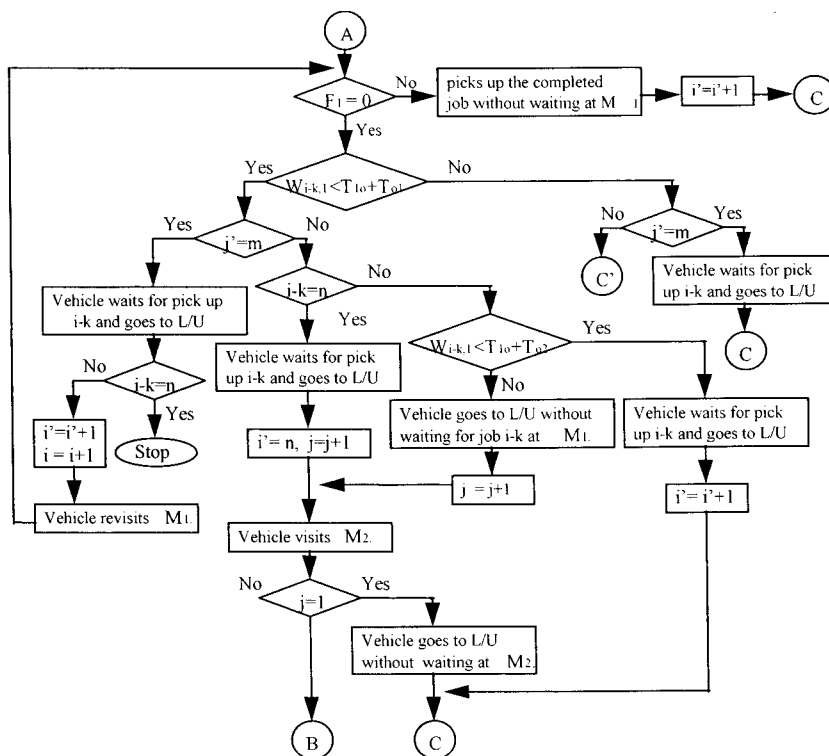 A
F1 = 0
No
picks up the completed
job without waiting at M 1
i'=i'+1
C
Yes
Yes
Wi-k,1<T1o+To1
No
Yes
j'=m
No
No
j'=m
Yes
C'
Vehicle waits for pick
up i-k and goes to L/U
C
Vehicle waits for pick up
i-k and goes to L/U
i-k=n
No
Yes
Wi-k,1<T1o+To2
Yes
No
No
i-k=n
Yes
Stop
Vehicle waits for pick
up i-k and goes to L/U
Vehicle goes to L/U without
waiting for job i-k at M1.
Vehicle waits for pick
up i-k and goes to L/U
i'=i'+1
i = i+1
i'= n, j=j+1
j = j+1
i'= i'+1
Vehicle revisits M1.
Vehicle visits M2.
No
j=1
Yes
Vehicle goes to L/U
without waiting at M2.
B
C